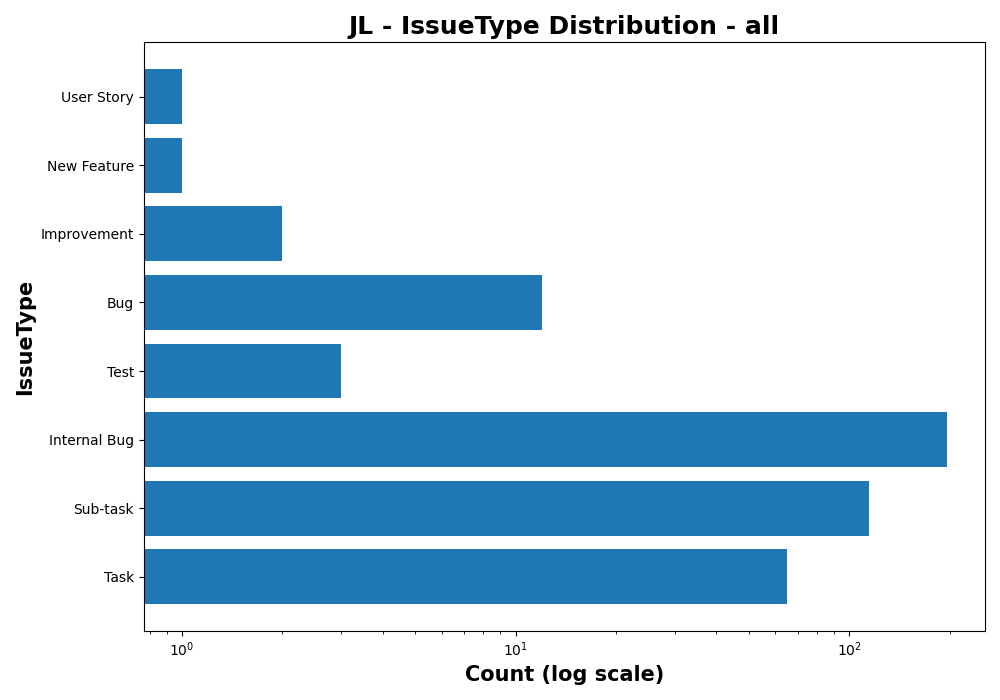 JL - IssueType Distribution - all
User Story
New Feature
Improvement
Bug
Test
Internal Bug
Sub-task
Task
IssueType
10⁰ 10¹ 10²
Count (log scale)